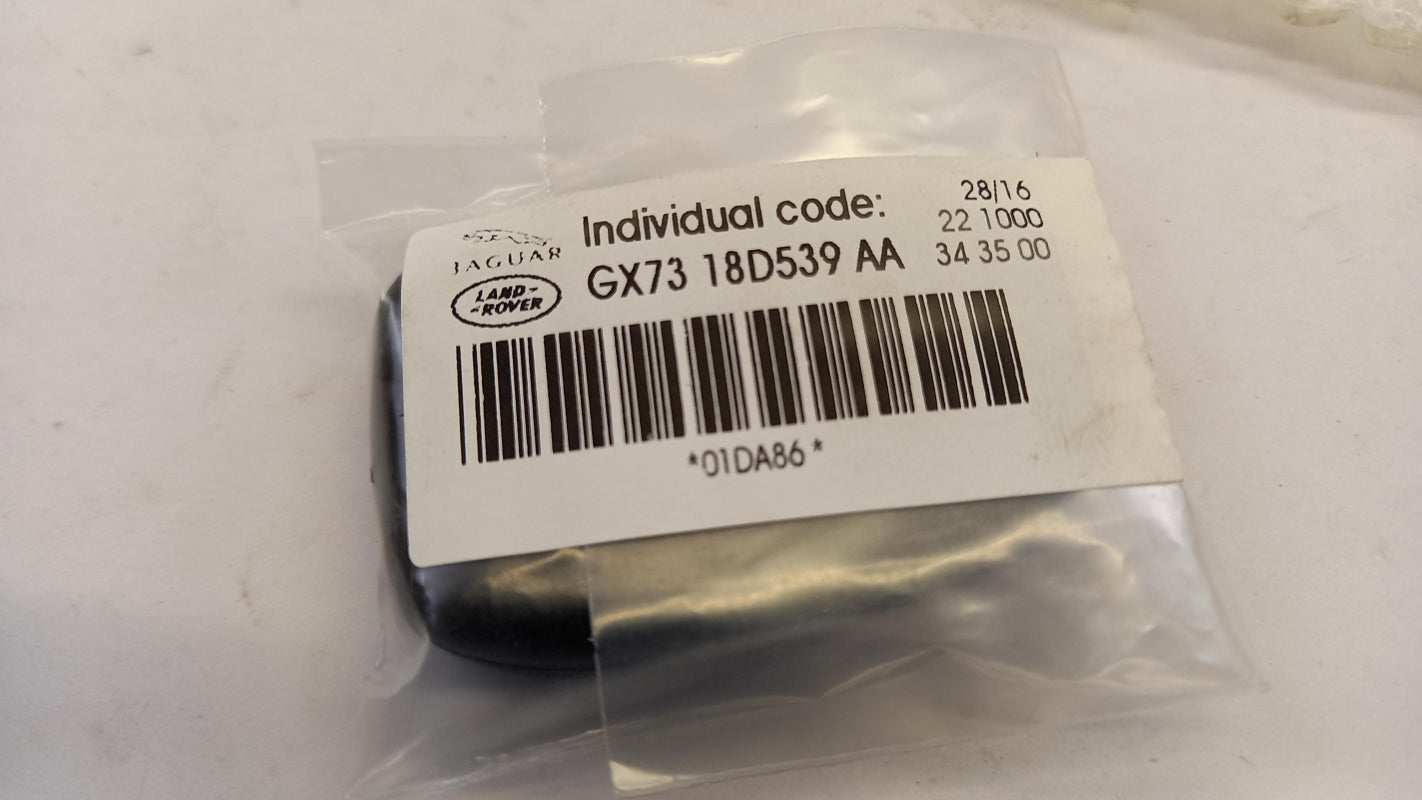 Individual code:
28/16
JAGUAR
GX73 18D539 AA
22 1000
34 35 00
LAND-
-ROVER
*01DA86*